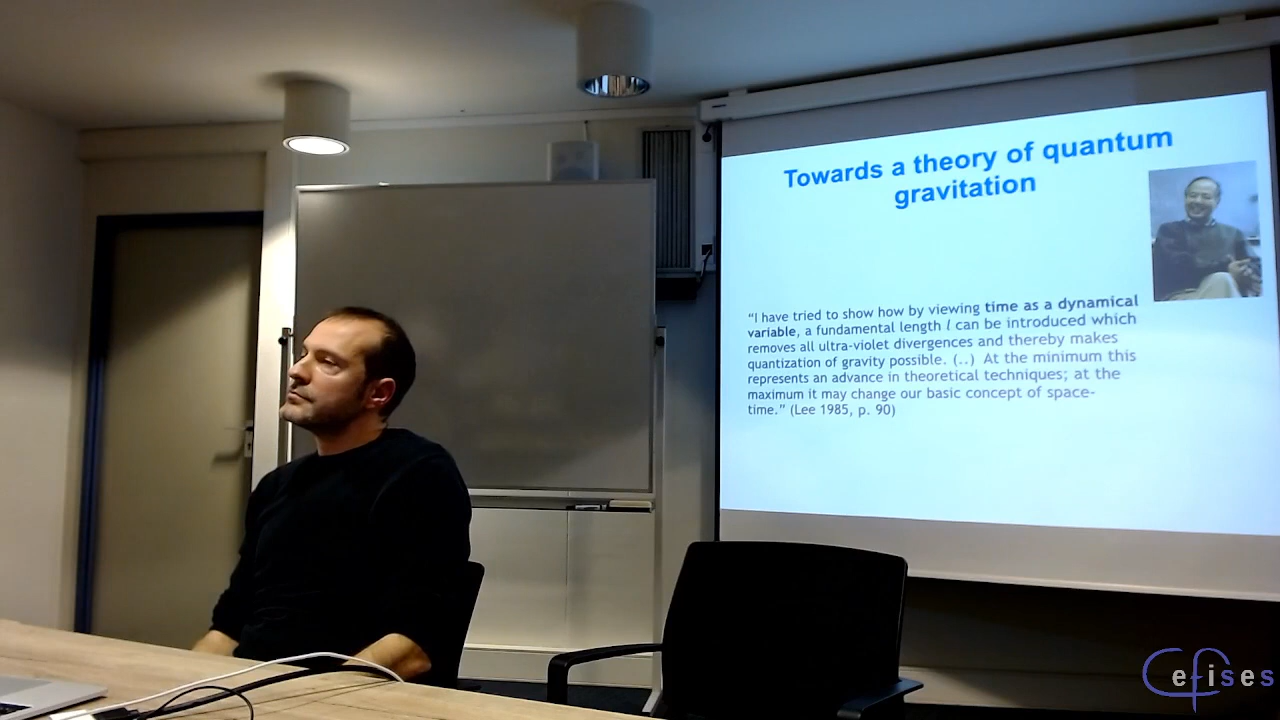 Towards a theory of quantum
gravitation
“I have tried to show how by viewing time as a dynamical
variable, a fundamental length l can be introduced which
removes all ultra-violet divergences and thereby makes
quantization of gravity possible. (..) At the minimum this
represents an advance in theoretical techniques; at the
maximum it may change our basic concept of space-
time.” (Lee 1985, p. 90)
Cefises